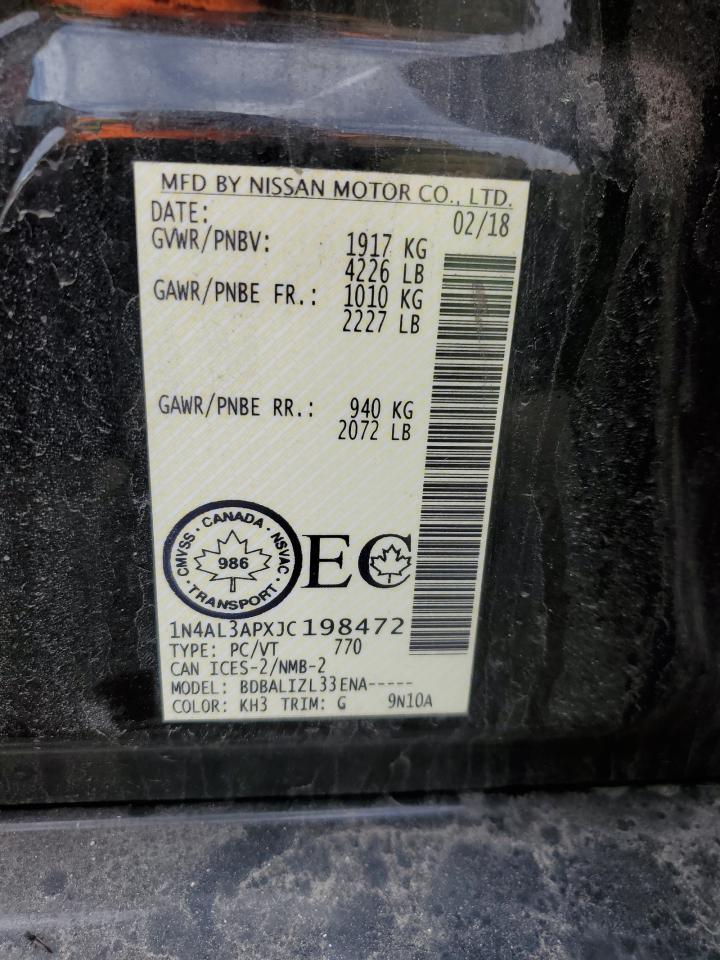 MFD BY NISSAN MOTOR CO., LTD.
DATE: 02/18
GVWR/PNBV: 1917 KG
4226 LB
GAWR/PNBE FR.: 1010 KG
2227 LB
GAWR/PNBE RR.: 940 KG
2072 LB
CMVSS · CANADA · NSVAC · TRANSPORT ·
986
EC
1N4AL3APXJC198472
TYPE: PC/VT 770
CAN ICES-2/NMB-2
MODEL: BDBALIZL33ENA-----
COLOR: KH3 TRIM: G 9N10A